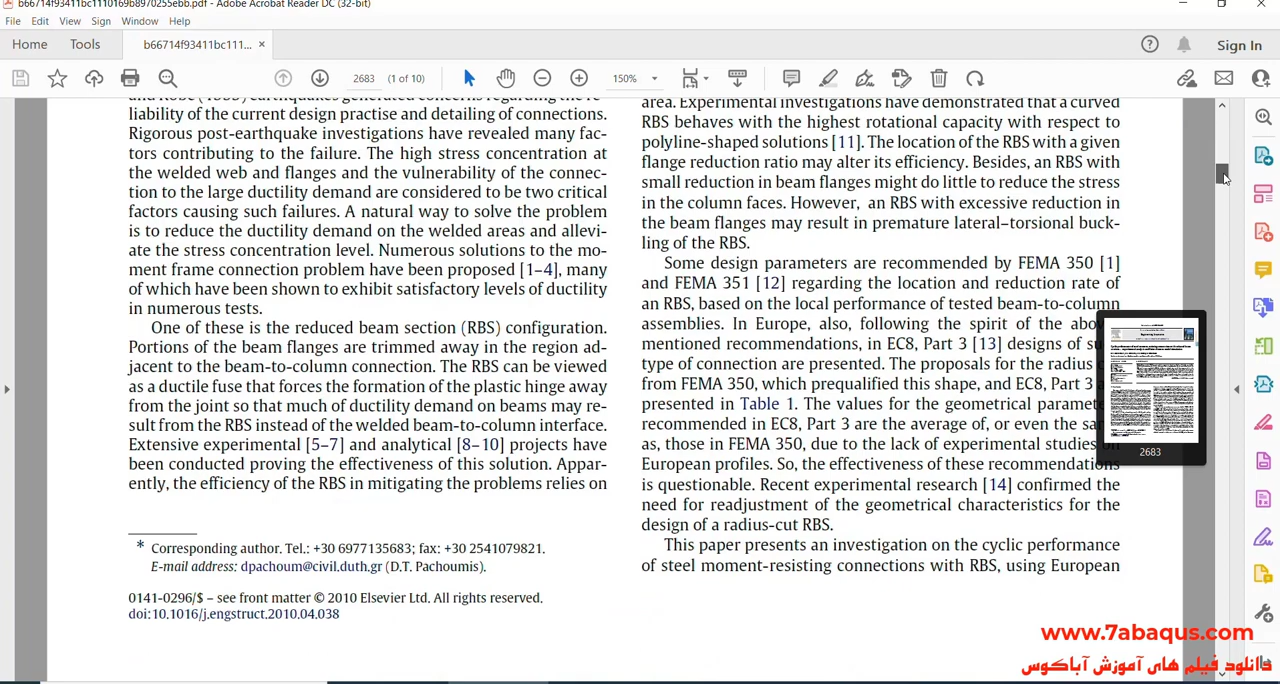 b66714f93411bc1110169b8970255ebb.pdf - Adobe Acrobat Reader DC (32-bit)
File Edit View Sign Window Help
Home Tools b66714f93411bc111... × Sign In
2683 (1 of 10) 150%
liability of the current design practise and detailing of connections.
Rigorous post-earthquake investigations have revealed many fac-
tors contributing to the failure. The high stress concentration at
the welded web and flanges and the vulnerability of the connec-
tion to the large ductility demand are considered to be two critical
factors causing such failures. A natural way to solve the problem
is to reduce the ductility demand on the welded areas and allevi-
ate the stress concentration level. Numerous solutions to the mo-
ment frame connection problem have been proposed [1–4], many
of which have been shown to exhibit satisfactory levels of ductility
in numerous tests.
One of these is the reduced beam section (RBS) configuration.
Portions of the beam flanges are trimmed away in the region ad-
jacent to the beam-to-column connection. The RBS can be viewed
as a ductile fuse that forces the formation of the plastic hinge away
from the joint so that much of ductility demand on beams may re-
sult from the RBS instead of the welded beam-to-column interface.
Extensive experimental [5–7] and analytical [8–10] projects have
been conducted proving the effectiveness of this solution. Appar-
ently, the efficiency of the RBS in mitigating the problems relies on
* Corresponding author. Tel.: +30 6977135683; fax: +30 2541079821.
E-mail address: dpachoum@civil.duth.gr (D.T. Pachoumis).
0141-0296/$ – see front matter © 2010 Elsevier Ltd. All rights reserved.
doi:10.1016/j.engstruct.2010.04.038
area. Experimental investigations have demonstrated that a curved
RBS behaves with the highest rotational capacity with respect to
polyline-shaped solutions [11]. The location of the RBS with a given
flange reduction ratio may alter its efficiency. Besides, an RBS with
small reduction in beam flanges might do little to reduce the stress
in the column faces. However, an RBS with excessive reduction in
the beam flanges may result in premature lateral–torsional buck-
ling of the RBS.
Some design parameters are recommended by FEMA 350 [1]
and FEMA 351 [12] regarding the location and reduction rate of
an RBS, based on the local performance of tested beam-to-column
assemblies. In Europe, also, following the spirit of the abov
mentioned recommendations, in EC8, Part 3 [13] designs of su
type of connection are presented. The proposals for the radius
from FEMA 350, which prequalified this shape, and EC8, Part 3
presented in Table 1. The values for the geometrical paramete
recommended in EC8, Part 3 are the average of, or even the sa
as, those in FEMA 350, due to the lack of experimental studies on
European profiles. So, the effectiveness of these recommendations
is questionable. Recent experimental research [14] confirmed the
need for readjustment of the geometrical characteristics for the
design of a radius-cut RBS.
This paper presents an investigation on the cyclic performance
of steel moment-resisting connections with RBS, using European
2683
www.7abaqus.com
دانلود فیلم های آموزش آباکوس